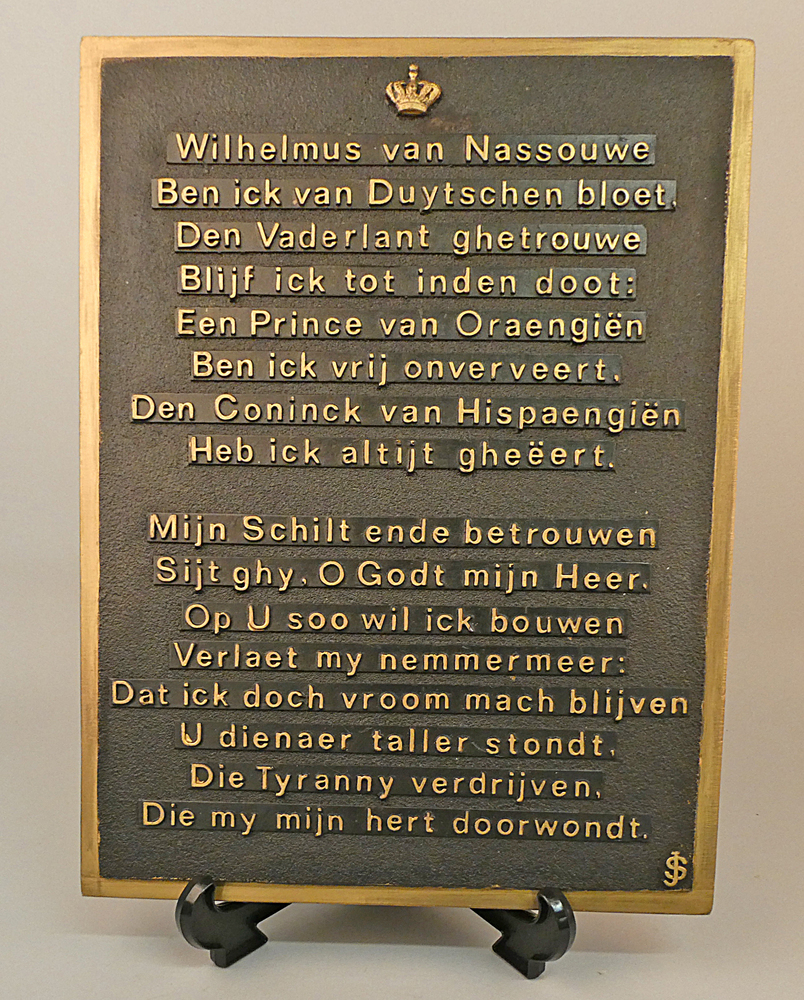 Wilhelmus van Nassouwe
Ben ick van Duytschen bloet,
Den Vaderlant ghetrouwe
Blijf ick tot inden doot:
Een Prince van Oraengiën
Ben ick vrij onverveert,
Den Coninck van Hispaengiën
Heb ick altijt gheëert.
Mijn Schilt ende betrouwen
Sijt ghy, O Godt mijn Heer,
Op U soo wil ick bouwen
Verlaet my nemmermeer:
Dat ick doch vroom mach blijven
U dienaer taller stondt,
Die Tyranny verdrijven,
Die my mijn hert doorwondt.